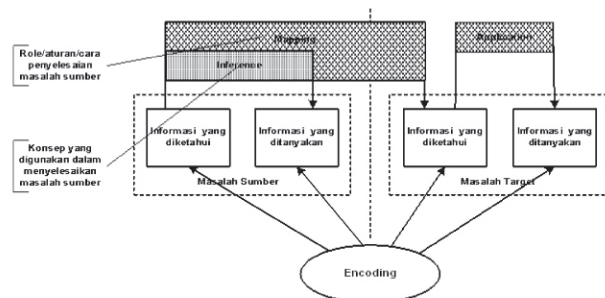 Mapping
Application
Role/aturan/cara
penyelesaian
masalah sumber
Inference
Informasi yang
diketahui
Informasi yang
ditanyakan
Informasi yang
diketahui
Informasi yang
ditanyakan
Konsep yang
digunakan dalam
menyelesaikan
masalah sumber
Masalah Sumber
Masalah Target
Encoding